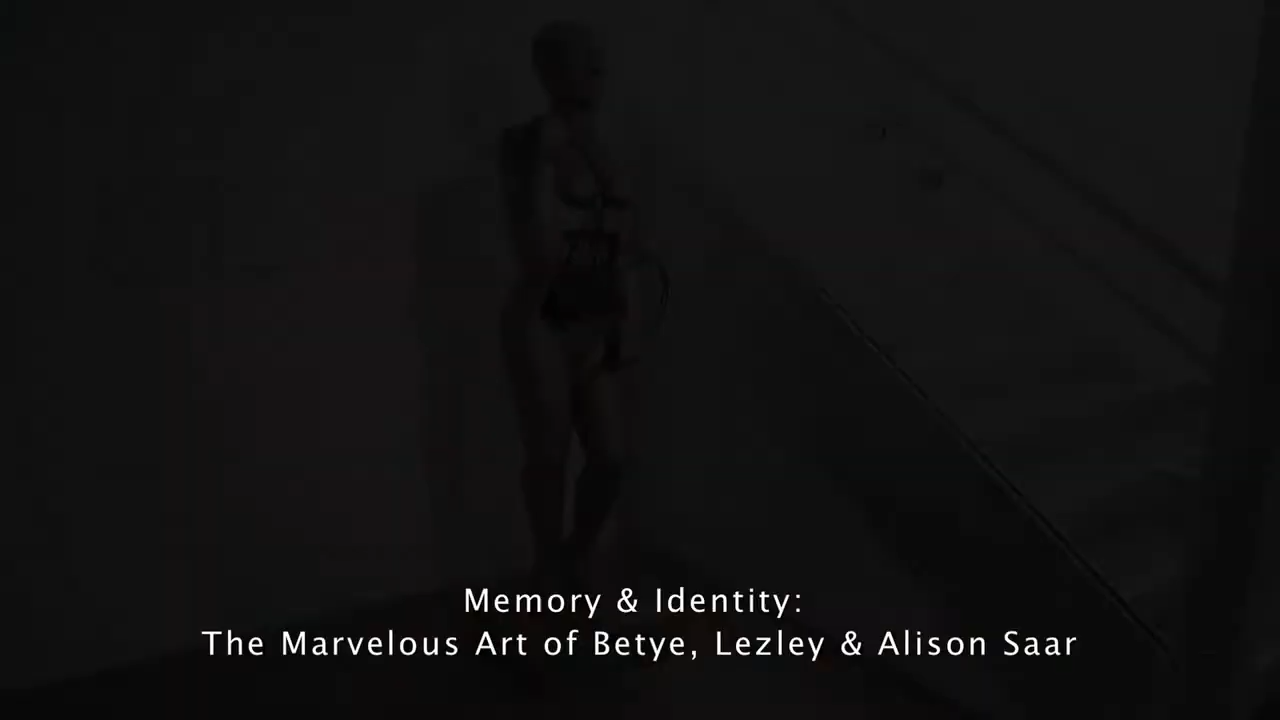 Memory & Identity:
The Marvelous Art of Betye, Lezley & Alison Saar